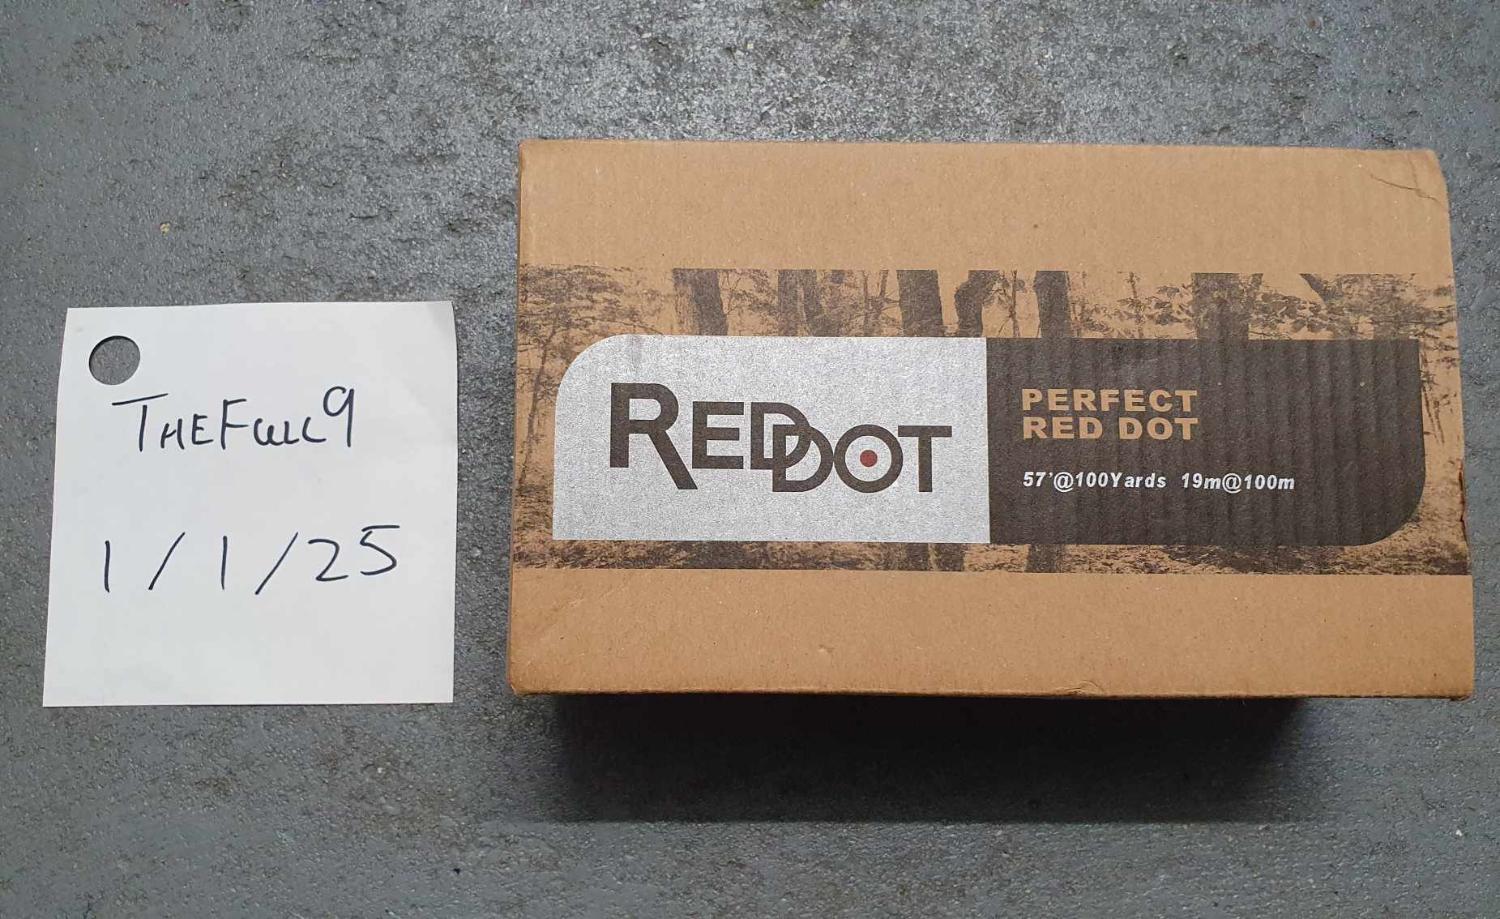 THEFULL9
1/1/25
REDDOT
PERFECT
RED DOT
57'@100Yards 19m@100m